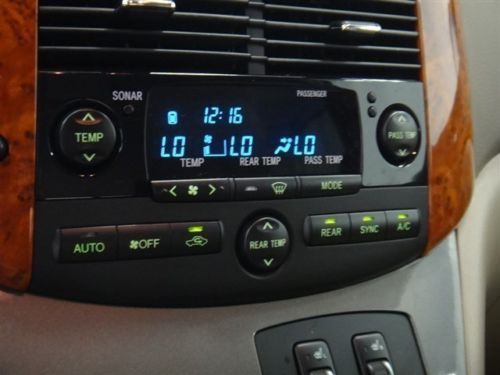 SONAR
PASSENGER
12:16
TEMP
LO LO LO
TEMP REAR TEMP PASS TEMP
PASS TEMP
MODE
AUTO OFF
REAR TEMP
REAR SYNC A/C